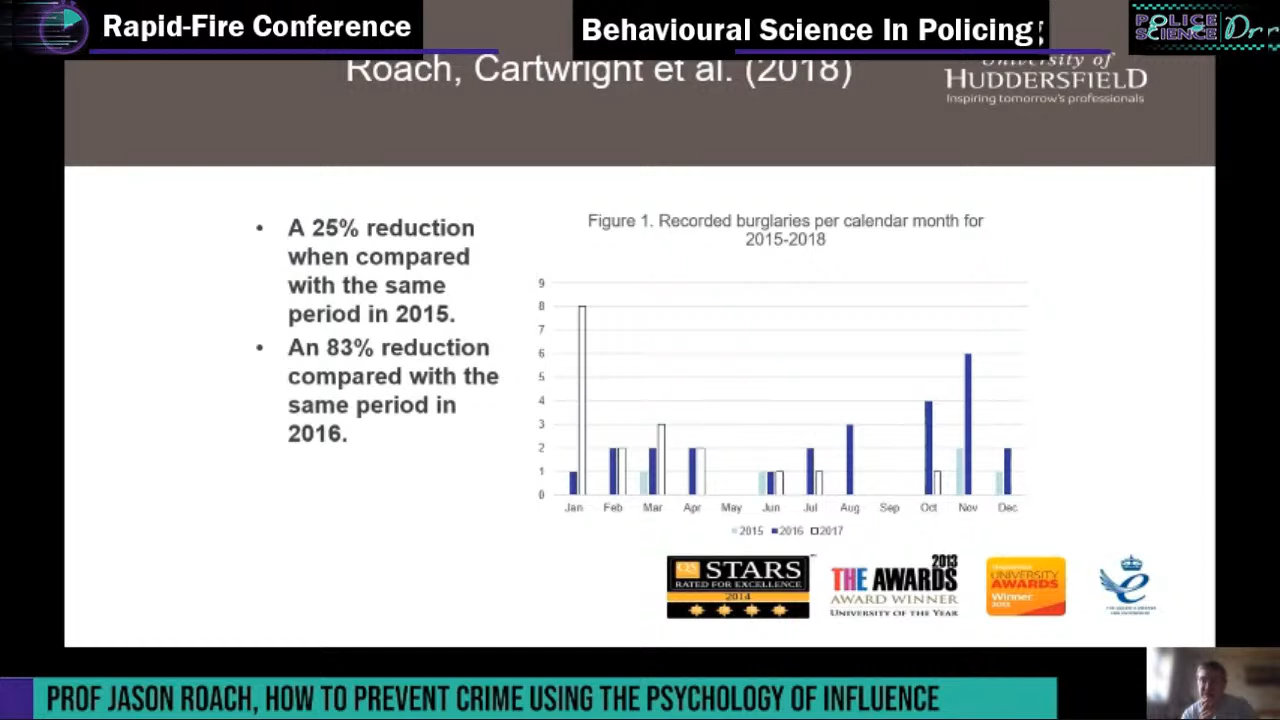 Rapid-Fire Conference
Behavioural Science In Policing
POLICE
SCIENCE
Roach, Cartwright et al. (2018)
University of
HUDDERSFIELD
Inspiring tomorrow's professionals
• A 25% reduction
when compared
with the same
period in 2015.
• An 83% reduction
compared with the
same period in
2016.
Figure 1. Recorded burglaries per calendar month for
2015-2018
9
8
7
6
5
4
3
2
1
0
Jan Feb Mar Apr May Jun Jul Aug Sep Oct Nov Dec
2015 2016 2017
QS STARS
RATED FOR EXCELLENCE
2014
2013
THE AWARDS
AWARD WINNER
UNIVERSITY OF THE YEAR
UNIVERSITY
AWARDS
Winner
PROF JASON ROACH, HOW TO PREVENT CRIME USING THE PSYCHOLOGY OF INFLUENCE